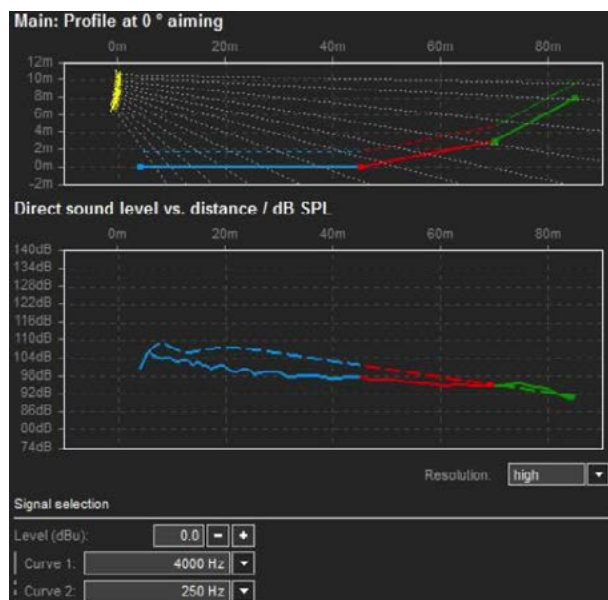 Main: Profile at 0 ° aiming
0m 20m 40m 60m 80m
12m
10m
8m
6m
4m
2m
0m
-2m
Direct sound level vs. distance / dB SPL
0m 20m 40m 60m 80m
140dB
134dB
128dB
122dB
116dB
110dB
104dB
98dB
92dB
86dB
80dB
74dB
Resolution: high
Signal selection
Level (dBu): 0.0 - +
Curve 1: 4000 Hz
Curve 2: 250 Hz